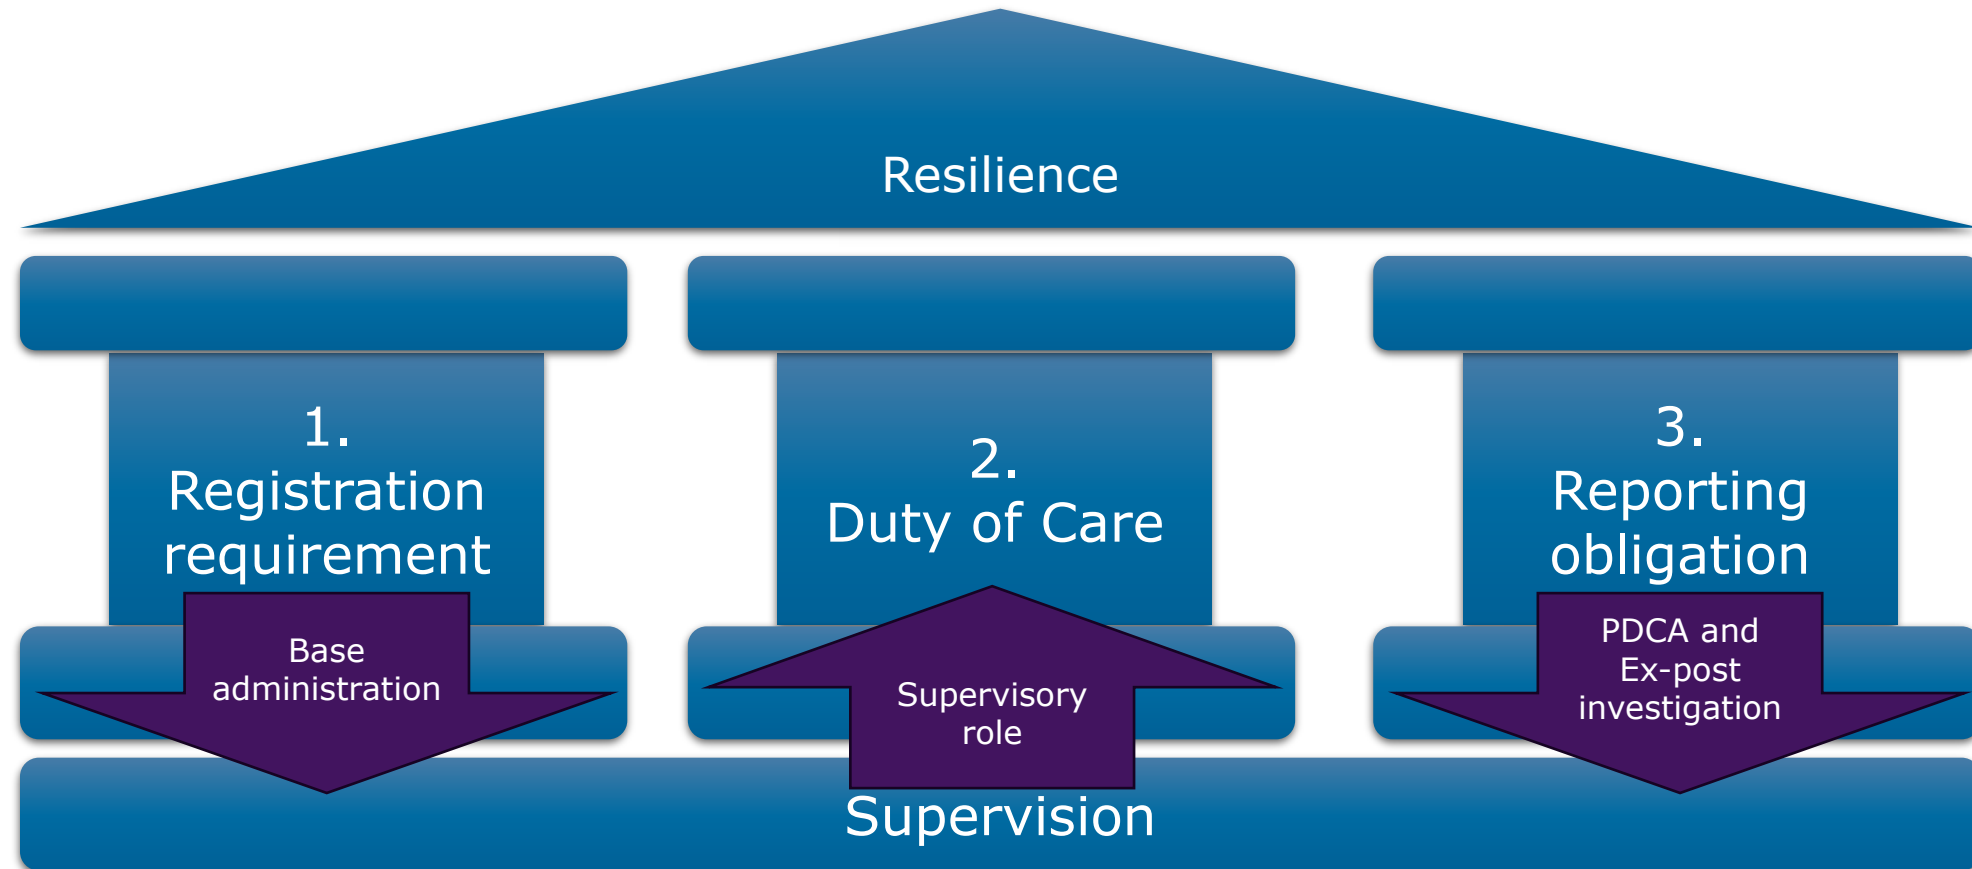 Resilience
1.
Registration
requirement
2.
Duty of Care
3.
Reporting
obligation
Base
administration
Supervisory
role
PDCA and
Ex-post
investigation
Supervision